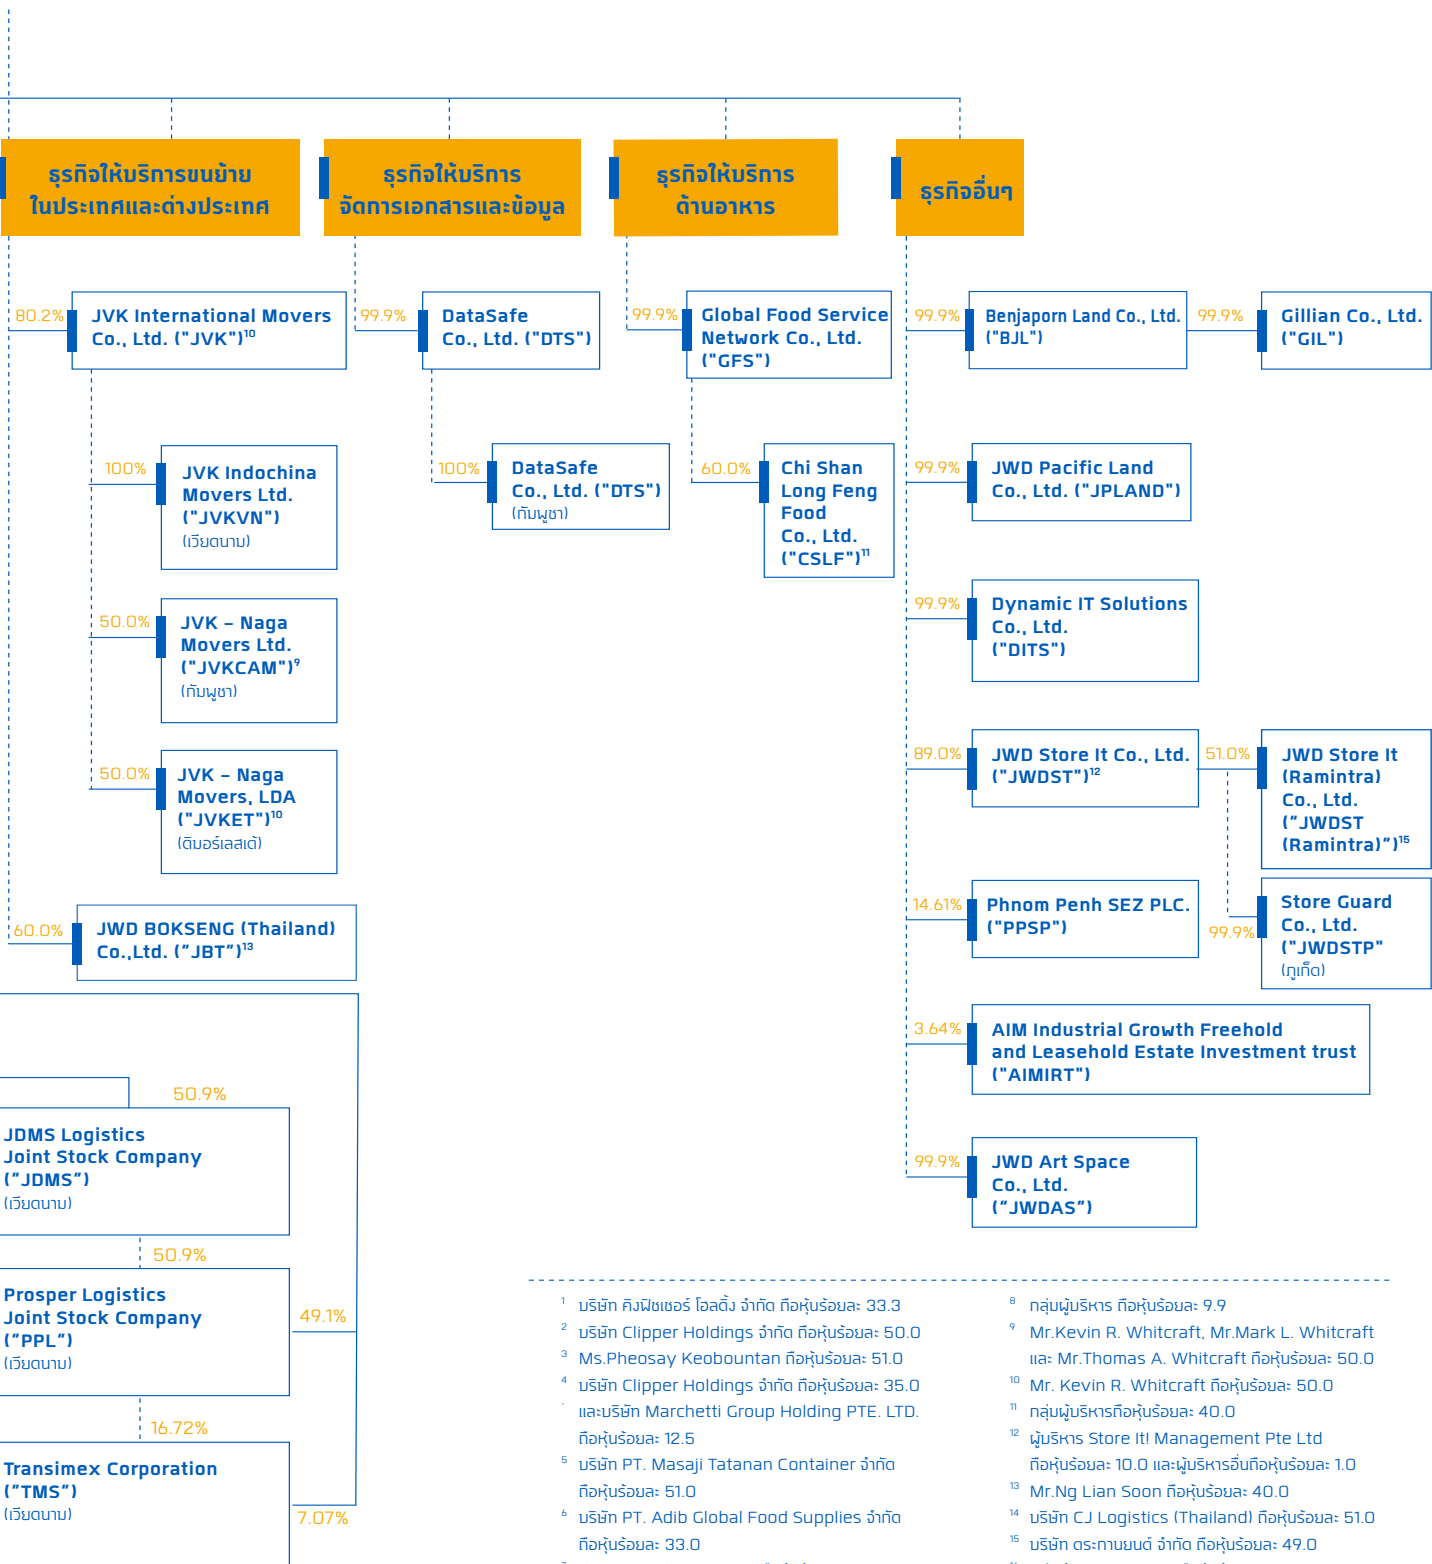 ธุรกิจให้บริการขนย้าย
ในประเทศและต่างประเทศ
ธุรกิจให้บริการ
จัดการเอกสารและข้อมูล
ธุรกิจให้บริการ
ด้านอาหาร
ธุรกิจอื่นๆ
80.2%
JVK International Movers
Co., Ltd. ("JVK")¹⁰
100%
JVK Indochina
Movers Ltd.
("JVKVN")
(เวียดนาม)
50.0%
JVK – Naga
Movers Ltd.
("JVKCAM")⁹
(กัมพูชา)
50.0%
JVK – Naga
Movers, LDA
("JVKET")¹⁰
(ติมอร์เลสเต้)
60.0%
JWD BOKSENG (Thailand)
Co.,Ltd. ("JBT")¹³
99.9%
DataSafe
Co., Ltd. ("DTS")
100%
DataSafe
Co., Ltd. ("DTS")
(กัมพูชา)
99.9%
Global Food Service
Network Co., Ltd.
("GFS")
60.0%
Chi Shan
Long Feng
Food
Co., Ltd.
("CSLF")¹¹
99.9%
Benjaporn Land Co., Ltd.
("BJL")
99.9%
Gillian Co., Ltd.
("GIL")
99.9%
JWD Pacific Land
Co., Ltd. ("JPLAND")
99.9%
Dynamic IT Solutions
Co., Ltd.
("DITS")
89.0%
JWD Store It Co., Ltd.
("JWDST")¹²
51.0%
JWD Store It
(Ramintra)
Co., Ltd.
("JWDST
(Ramintra)")¹⁵
99.9%
Store Guard
Co., Ltd.
("JWDSTP"
(ภูเก็ต)
14.61%
Phnom Penh SEZ PLC.
("PPSP")
3.64%
AIM Industrial Growth Freehold
and Leasehold Estate Investment trust
("AIMIRT")
99.9%
JWD Art Space
Co., Ltd.
("JWDAS")
50.9%
JDMS Logistics
Joint Stock Company
("JDMS")
(เวียดนาม)
50.9%
Prosper Logistics
Joint Stock Company
("PPL")
(เวียดนาม)
49.1%
16.72%
Transimex Corporation
("TMS")
(เวียดนาม)
7.07%
¹ บริษัท คิงฟิชเชอร์ โฮลดิ้ง จำกัด ถือหุ้นร้อยละ 33.3
² บริษัท Clipper Holdings จำกัด ถือหุ้นร้อยละ 50.0
³ Ms.Pheosay Keobountan ถือหุ้นร้อยละ 51.0
⁴ บริษัท Clipper Holdings จำกัด ถือหุ้นร้อยละ 35.0
และบริษัท Marchetti Group Holding PTE. LTD.
ถือหุ้นร้อยละ 12.5
⁵ บริษัท PT. Masaji Tatanan Container จำกัด
ถือหุ้นร้อยละ 51.0
⁶ บริษัท PT. Adib Global Food Supplies จำกัด
ถือหุ้นร้อยละ 33.0
⁸ กลุ่มผู้บริหาร ถือหุ้นร้อยละ 9.9
⁹ Mr.Kevin R. Whitcraft, Mr.Mark L. Whitcraft
และ Mr.Thomas A. Whitcraft ถือหุ้นร้อยละ 50.0
¹⁰ Mr. Kevin R. Whitcraft ถือหุ้นร้อยละ 50.0
¹¹ กลุ่มผู้บริหารถือหุ้นร้อยละ 40.0
¹² ผู้บริหาร Store It! Management Pte Ltd
ถือหุ้นร้อยละ 10.0 และผู้บริหารอื่นถือหุ้นร้อยละ 1.0
¹³ Mr.Ng Lian Soon ถือหุ้นร้อยละ 40.0
¹⁴ บริษัท CJ Logistics (Thailand) ถือหุ้นร้อยละ 51.0
¹⁵ บริษัท ตระกานยนต์ จำกัด ถือหุ้นร้อยละ 49.0